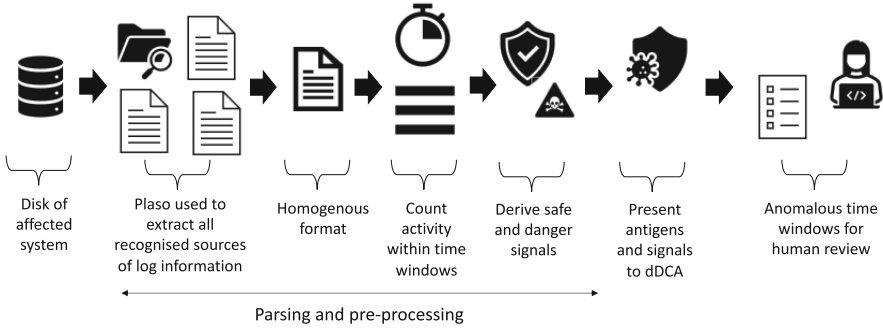 </>
Disk of
affected
system
Plaso used to
extract all
recognised sources
of log information
Homogenous
format
Count
activity
within time
windows
Derive safe
and danger
signals
Present
antigens
and signals
to dDCA
Anomalous time
windows for
human review
Parsing and pre-processing